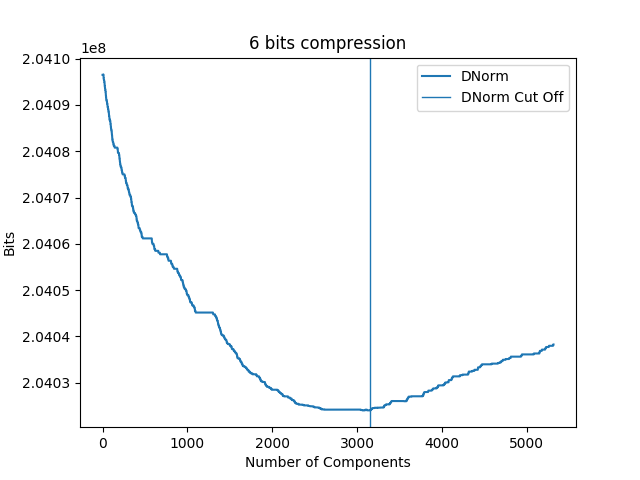 6 bits compression
1e8
2.0410
2.0409
2.0408
2.0407
2.0406
2.0405
2.0404
2.0403
Bits
DNorm
DNorm Cut Off
0 1000 2000 3000 4000 5000
Number of Components